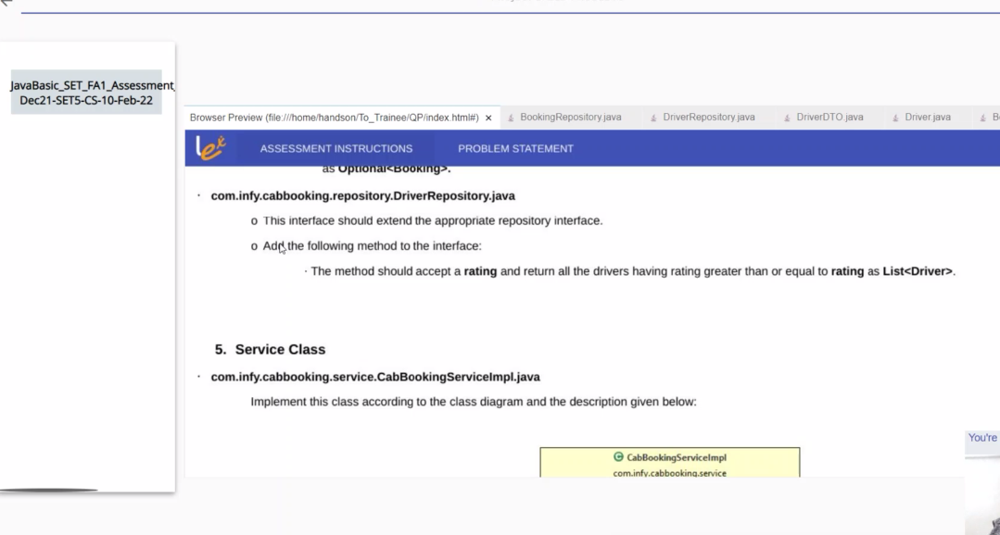 JavaBasic_SET_FA1_Assessment_
Dec21-SET5-CS-10-Feb-22
Browser Preview (file:///home/handson/To_Trainee/QP/index.html#) ×
BookingRepository.java
DriverRepository.java
DriverDTO.java
Driver.java
B
Lex
ASSESSMENT INSTRUCTIONS
PROBLEM STATEMENT
as Optional<Booking>.
· com.infy.cabbooking.repository.DriverRepository.java
o This interface should extend the appropriate repository interface.
o Add the following method to the interface:
· The method should accept a rating and return all the drivers having rating greater than or equal to rating as List<Driver>.
5. Service Class
· com.infy.cabbooking.service.CabBookingServiceImpl.java
Implement this class according to the class diagram and the description given below:
You're
C CabBookingServiceImpl
com.infy.cabbooking.service